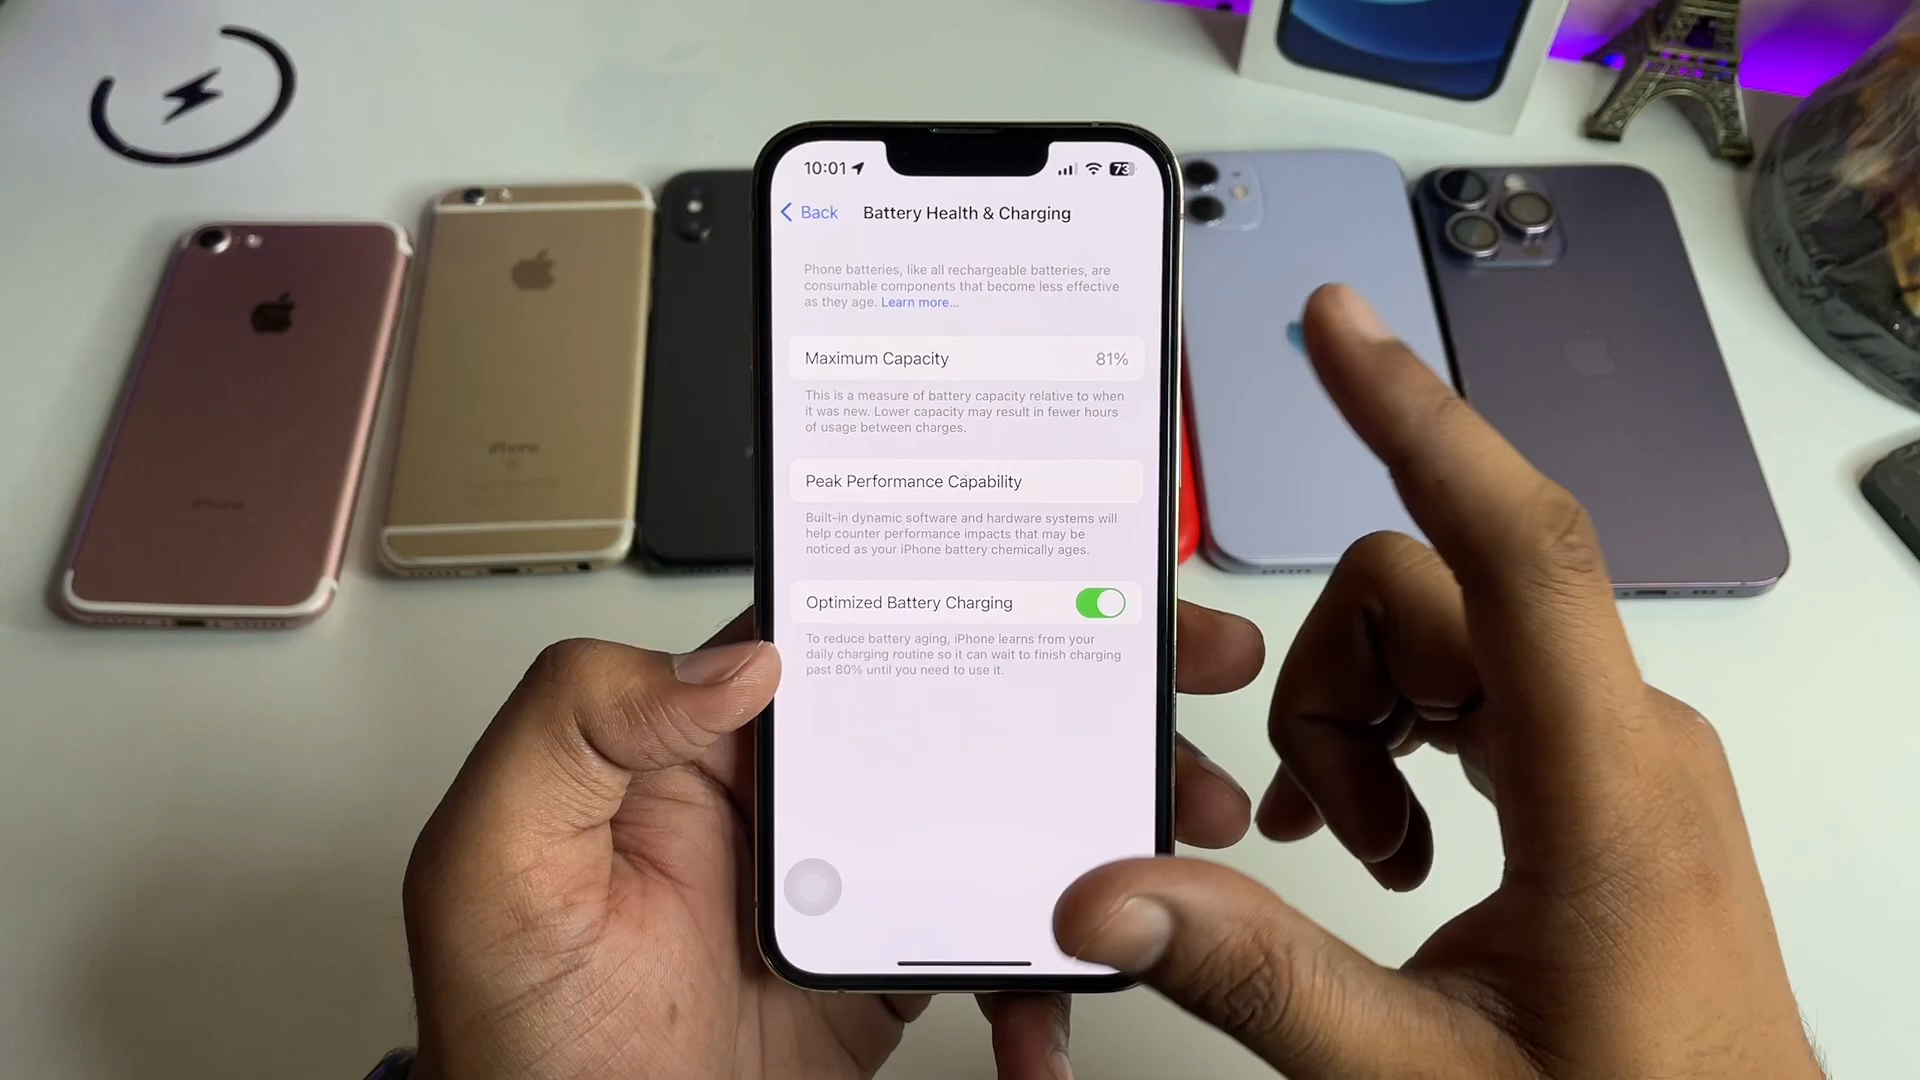 10:01
73
Back
Battery Health & Charging
Phone batteries, like all rechargeable batteries, are
consumable components that become less effective
as they age. Learn more...
Maximum Capacity 81%
This is a measure of battery capacity relative to when
it was new. Lower capacity may result in fewer hours
of usage between charges.
Peak Performance Capability
Built-in dynamic software and hardware systems will
help counter performance impacts that may be
noticed as your iPhone battery chemically ages.
Optimized Battery Charging
To reduce battery aging, iPhone learns from your
daily charging routine so it can wait to finish charging
past 80% until you need to use it.
iPhone
iPhone